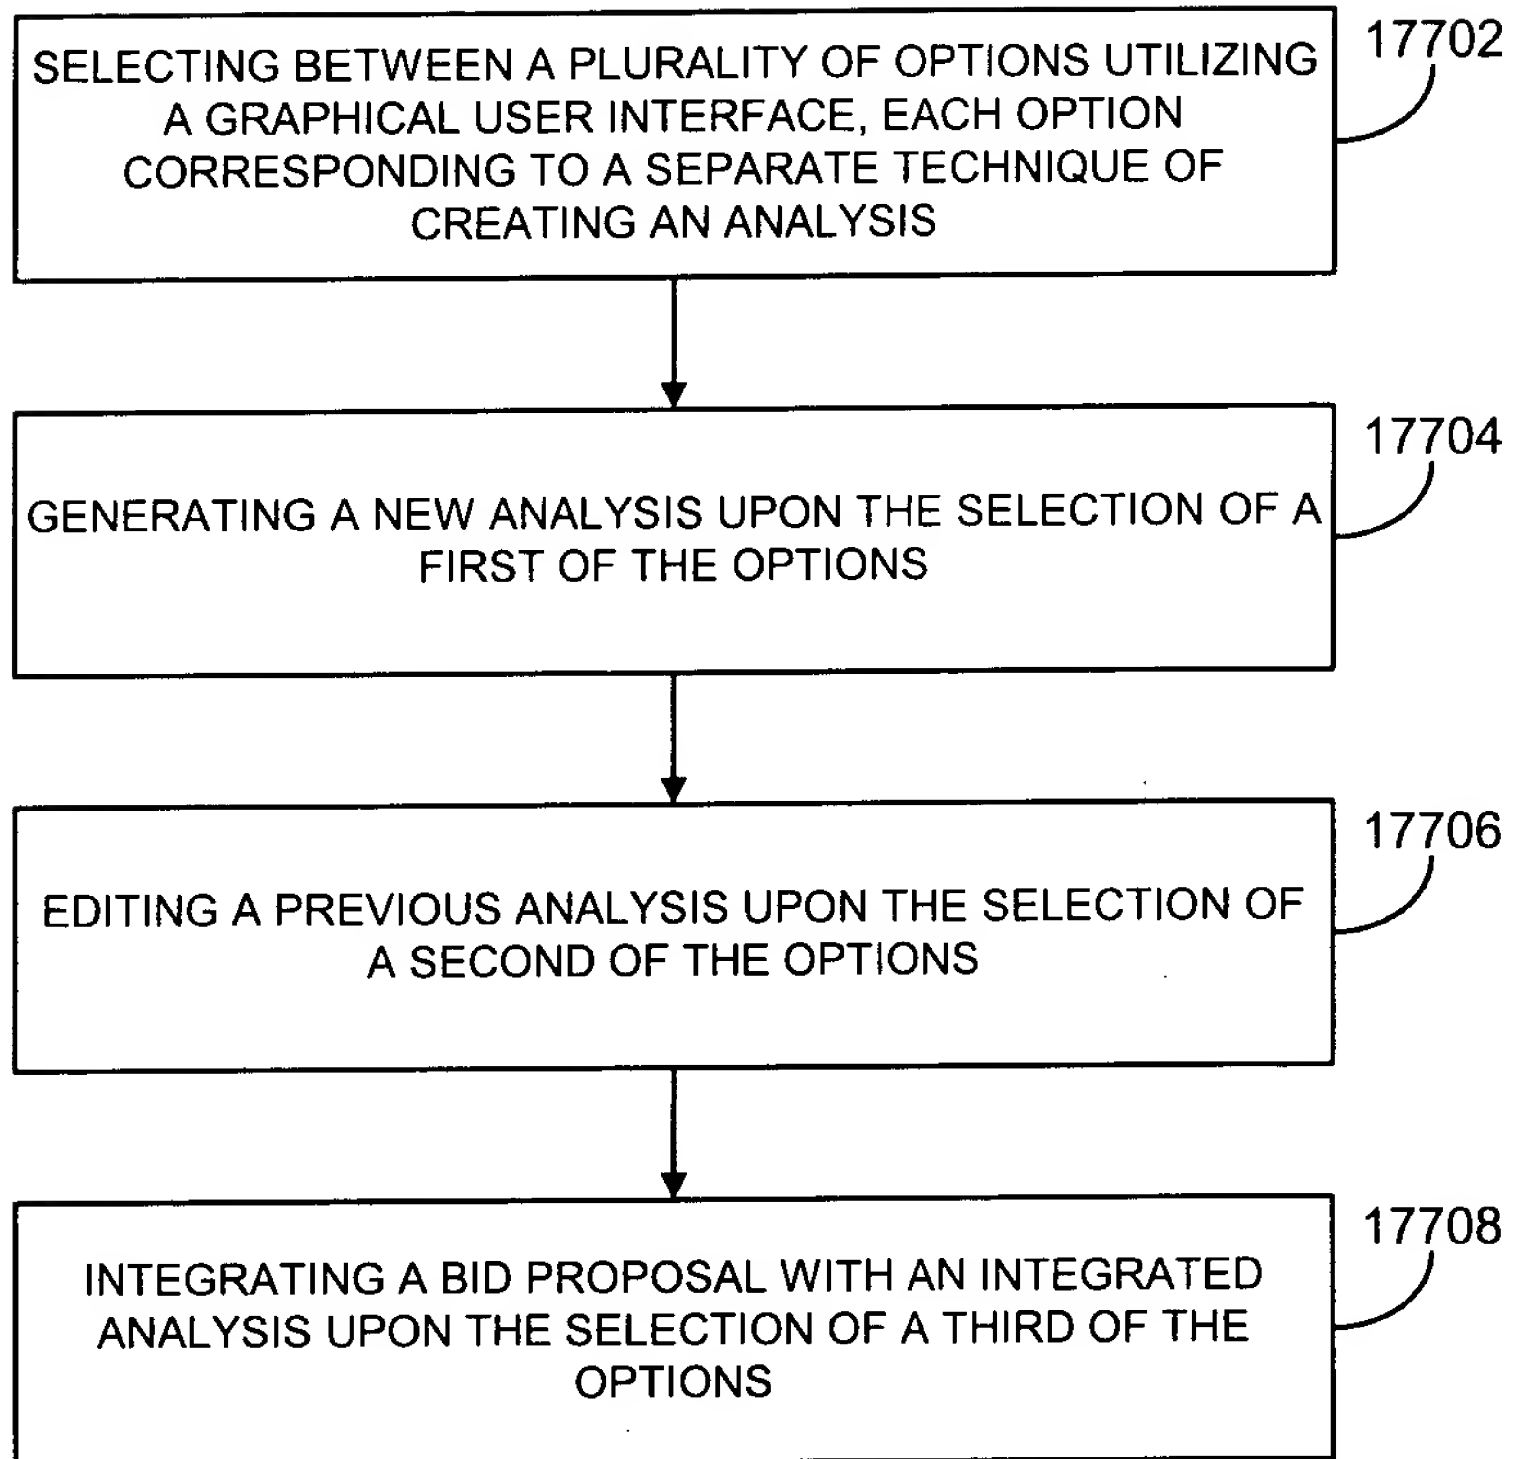 17702
SELECTING BETWEEN A PLURALITY OF OPTIONS UTILIZING
A GRAPHICAL USER INTERFACE, EACH OPTION
CORRESPONDING TO A SEPARATE TECHNIQUE OF
CREATING AN ANALYSIS
17704
GENERATING A NEW ANALYSIS UPON THE SELECTION OF A
FIRST OF THE OPTIONS
17706
EDITING A PREVIOUS ANALYSIS UPON THE SELECTION OF
A SECOND OF THE OPTIONS
17708
INTEGRATING A BID PROPOSAL WITH AN INTEGRATED
ANALYSIS UPON THE SELECTION OF A THIRD OF THE
OPTIONS